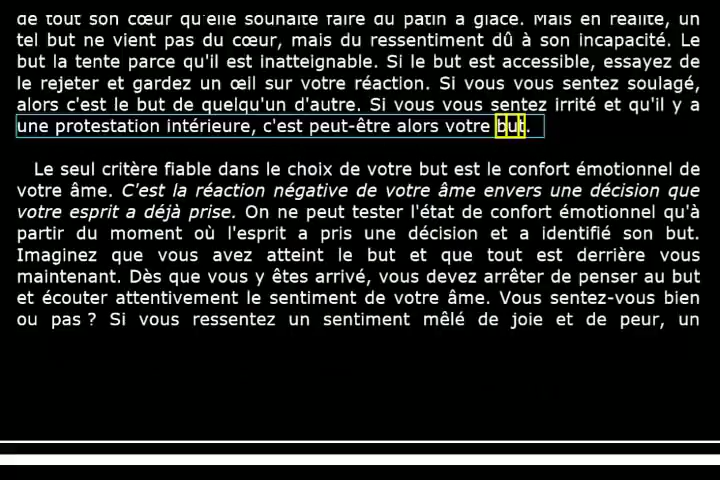 de tout son cœur qu'elle souhaite faire du patin à glace. Mais en réalité, un
tel but ne vient pas du cœur, mais du ressentiment dû à son incapacité. Le
but la tente parce qu'il est inatteignable. Si le but est accessible, essayez de
le rejeter et gardez un œil sur votre réaction. Si vous vous sentez soulagé,
alors c'est le but de quelqu'un d'autre. Si vous vous sentez irrité et qu'il y a
une protestation intérieure, c'est peut-être alors votre but.
Le seul critère fiable dans le choix de votre but est le confort émotionnel de
votre âme. C'est la réaction négative de votre âme envers une décision que
votre esprit a déjà prise. On ne peut tester l'état de confort émotionnel qu'à
partir du moment où l'esprit a pris une décision et a identifié son but.
Imaginez que vous avez atteint le but et que tout est derrière vous
maintenant. Dès que vous y êtes arrivé, vous devez arrêter de penser au but
et écouter attentivement le sentiment de votre âme. Vous sentez-vous bien
ou pas ? Si vous ressentez un sentiment mêlé de joie et de peur, un